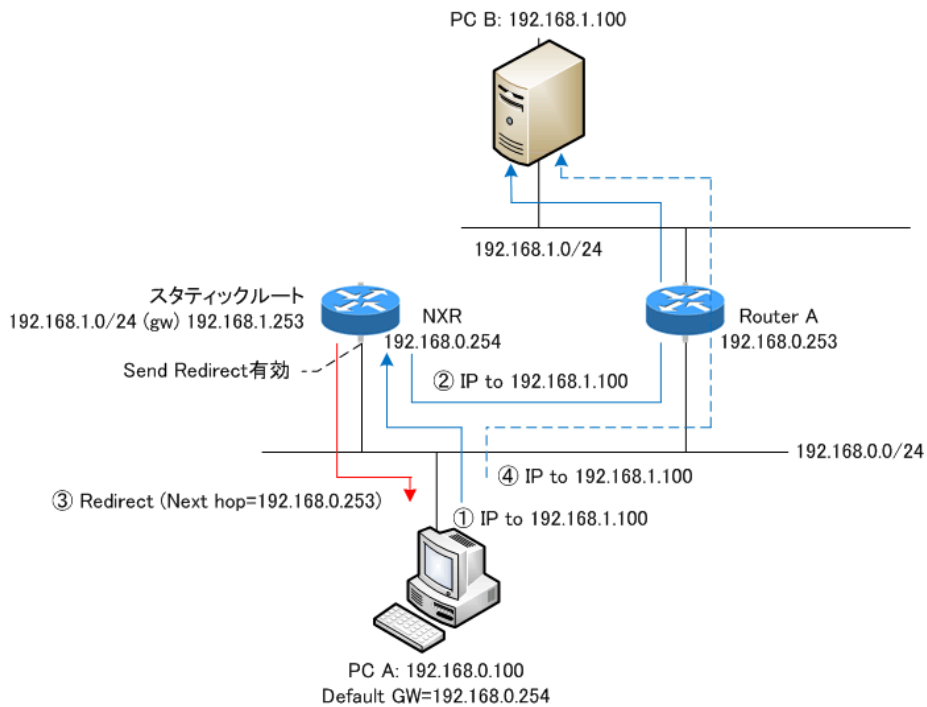 PC B: 192.168.1.100
192.168.1.0/24
スタティックルート
192.168.1.0/24 (gw) 192.168.1.253
NXR
192.168.0.254
Router A
192.168.0.253
Send Redirect有効
② IP to 192.168.1.100
192.168.0.0/24
④ IP to 192.168.1.100
③ Redirect (Next hop=192.168.0.253)
① IP to 192.168.1.100
PC A: 192.168.0.100
Default GW=192.168.0.254